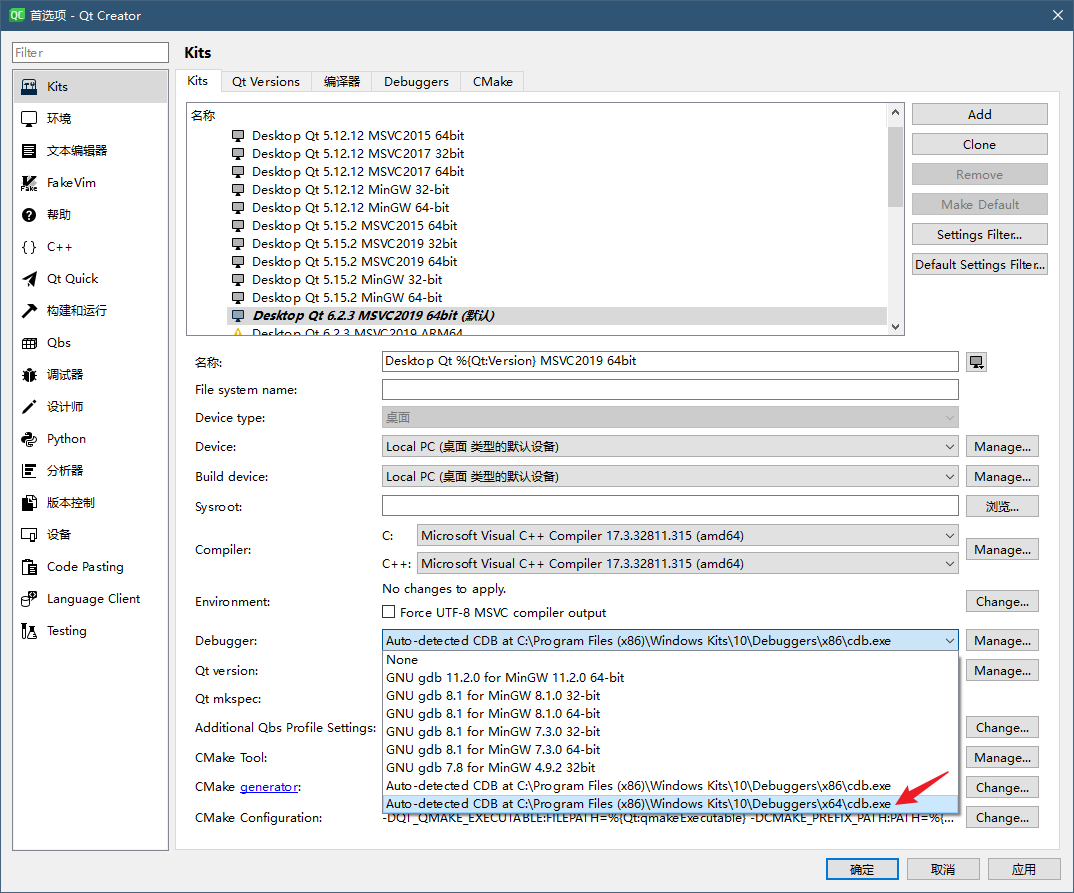 首选项 - Qt Creator
Filter
Kits
环境
文本编辑器
FakeVim
帮助
C++
Qt Quick
构建和运行
Qbs
调试器
设计师
Python
分析器
版本控制
设备
Code Pasting
Language Client
Testing
Kits
Kits Qt Versions 编译器 Debuggers CMake
名称
Desktop Qt 5.12.12 MSVC2015 64bit
Desktop Qt 5.12.12 MSVC2017 32bit
Desktop Qt 5.12.12 MSVC2017 64bit
Desktop Qt 5.12.12 MinGW 32-bit
Desktop Qt 5.12.12 MinGW 64-bit
Desktop Qt 5.15.2 MSVC2015 64bit
Desktop Qt 5.15.2 MSVC2019 32bit
Desktop Qt 5.15.2 MSVC2019 64bit
Desktop Qt 5.15.2 MinGW 32-bit
Desktop Qt 5.15.2 MinGW 64-bit
Desktop Qt 6.2.3 MSVC2019 64bit (默认)
Desktop Qt 6.2.3 MSVC2019 ARM64
Add
Clone
Remove
Make Default
Settings Filter...
Default Settings Filter...
名称: Desktop Qt %{Qt:Version} MSVC2019 64bit
File system name:
Device type: 桌面
Device: Local PC (桌面 类型的默认设备) Manage...
Build device: Local PC (桌面 类型的默认设备) Manage...
Sysroot: 浏览...
Compiler: C: Microsoft Visual C++ Compiler 17.3.32811.315 (amd64)
C++: Microsoft Visual C++ Compiler 17.3.32811.315 (amd64) Manage...
Environment: No changes to apply. Change...
Force UTF-8 MSVC compiler output
Debugger: Auto-detected CDB at C:\Program Files (x86)\Windows Kits\10\Debuggers\x86\cdb.exe Manage...
None
GNU gdb 11.2.0 for MinGW 11.2.0 64-bit
GNU gdb 8.1 for MinGW 8.1.0 32-bit
GNU gdb 8.1 for MinGW 8.1.0 64-bit
GNU gdb 8.1 for MinGW 7.3.0 32-bit
GNU gdb 8.1 for MinGW 7.3.0 64-bit
GNU gdb 7.8 for MinGW 4.9.2 32bit
Auto-detected CDB at C:\Program Files (x86)\Windows Kits\10\Debuggers\x86\cdb.exe
Auto-detected CDB at C:\Program Files (x86)\Windows Kits\10\Debuggers\x64\cdb.exe
Qt version: Manage...
Qt mkspec:
Additional Qbs Profile Settings: Change...
CMake Tool: Manage...
CMake generator: Change...
CMake Configuration: -DQT_QMAKE_EXECUTABLE:FILEPATH=%{Qt:qmakeExecutable} -DCMAKE_PREFIX_PATH:PATH=%{... Change...
确定 取消 应用